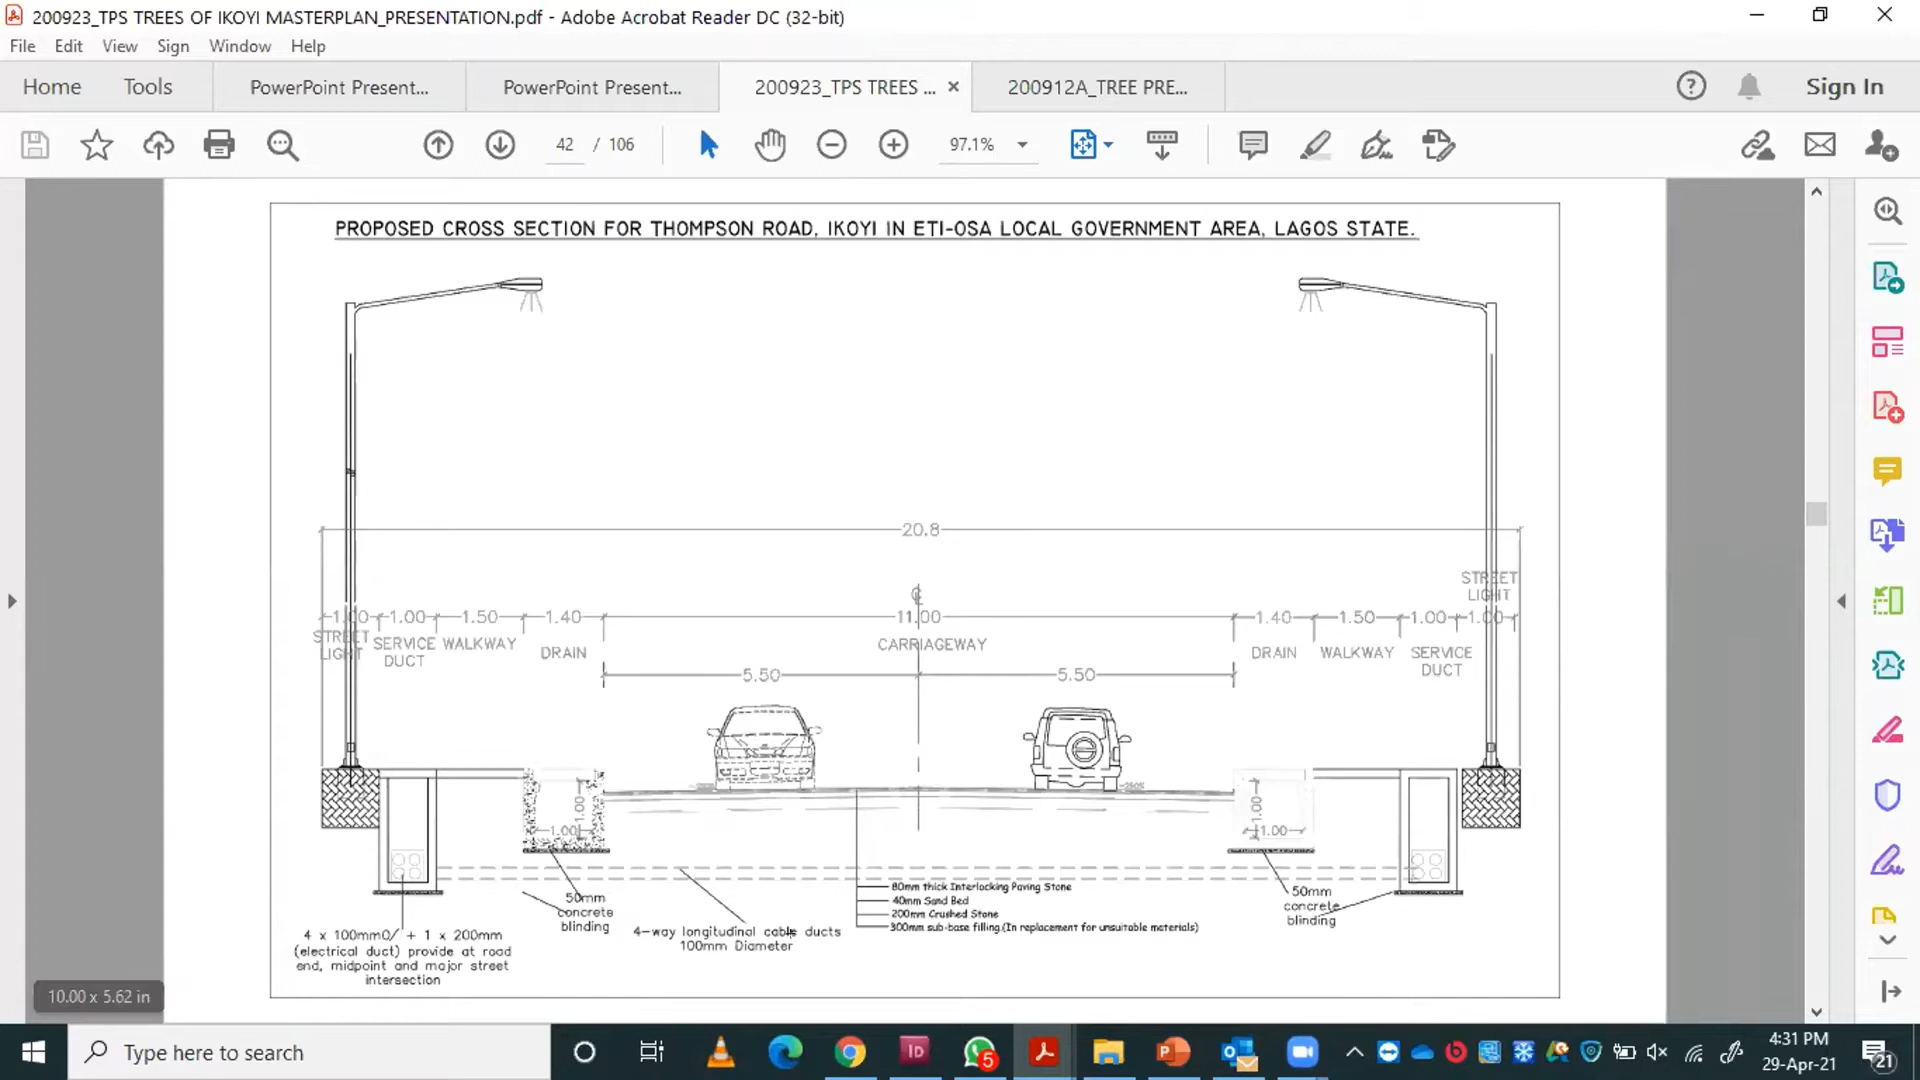 200923_TPS TREES OF IKOYI MASTERPLAN_PRESENTATION.pdf - Adobe Acrobat Reader DC (32-bit)
File Edit View Sign Window Help
Home Tools PowerPoint Present... PowerPoint Present... 200923_TPS TREES ... × 200912A_TREE PRE... Sign In
42 / 106 97.1%
PROPOSED CROSS SECTION FOR THOMPSON ROAD, IKOYI IN ETI-OSA LOCAL GOVERNMENT AREA, LAGOS STATE.
20.8
STREET
LIGHT
1.00 1.00 1.50 1.40 11.00 1.40 1.50 1.00 1.00
STREET
LIGHT
SERVICE
DUCT
WALKWAY
DRAIN
CARRIAGEWAY
DRAIN
WALKWAY
SERVICE
DUCT
5.50 5.50
1.00
1.00
1.00
1.00
80mm thick Interlocking Paving Stone
40mm Sand Bed
200mm Crushed Stone
300mm sub-base filling.(In replacement for unsuitable materials)
50mm
concrete
blinding
50mm
concrete
blinding
4-way longitudinal cable ducts
100mm Diameter
4 x 100mmO/ + 1 x 200mm
(electrical duct) provide at road
end, midpoint and major street
intersection
10.00 x 5.62 in
Type here to search
5
4:31 PM
29-Apr-21
21